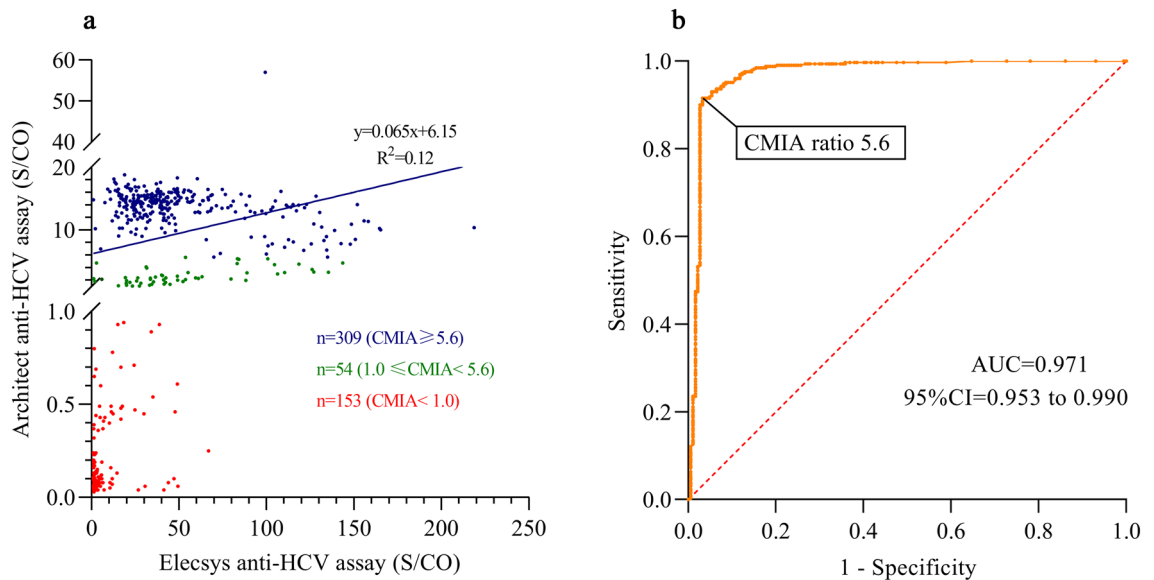 a
60
50
40
20
10
1.0
0.5
0.0
0
50
100
150
200
250
Architect anti-HCV assay (S/CO)
Elecsys anti-HCV assay (S/CO)
y=0.065x+6.15
R²=0.12
n=309 (CMIA≥5.6)
n=54 (1.0 ≤CMIA< 5.6)
n=153 (CMIA< 1.0)
b
1.0
0.8
0.6
0.4
0.2
0.0
0.0
0.2
0.4
0.6
0.8
1.0
Sensitivity
1 - Specificity
CMIA ratio 5.6
AUC=0.971
95%CI=0.953 to 0.990